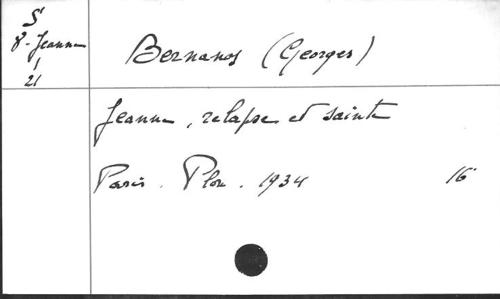 S'
8-Jeanne
1
21
Bernanos (Georges)
Jeanne, relapse et sainte
Paris. Plon. 1934 16°